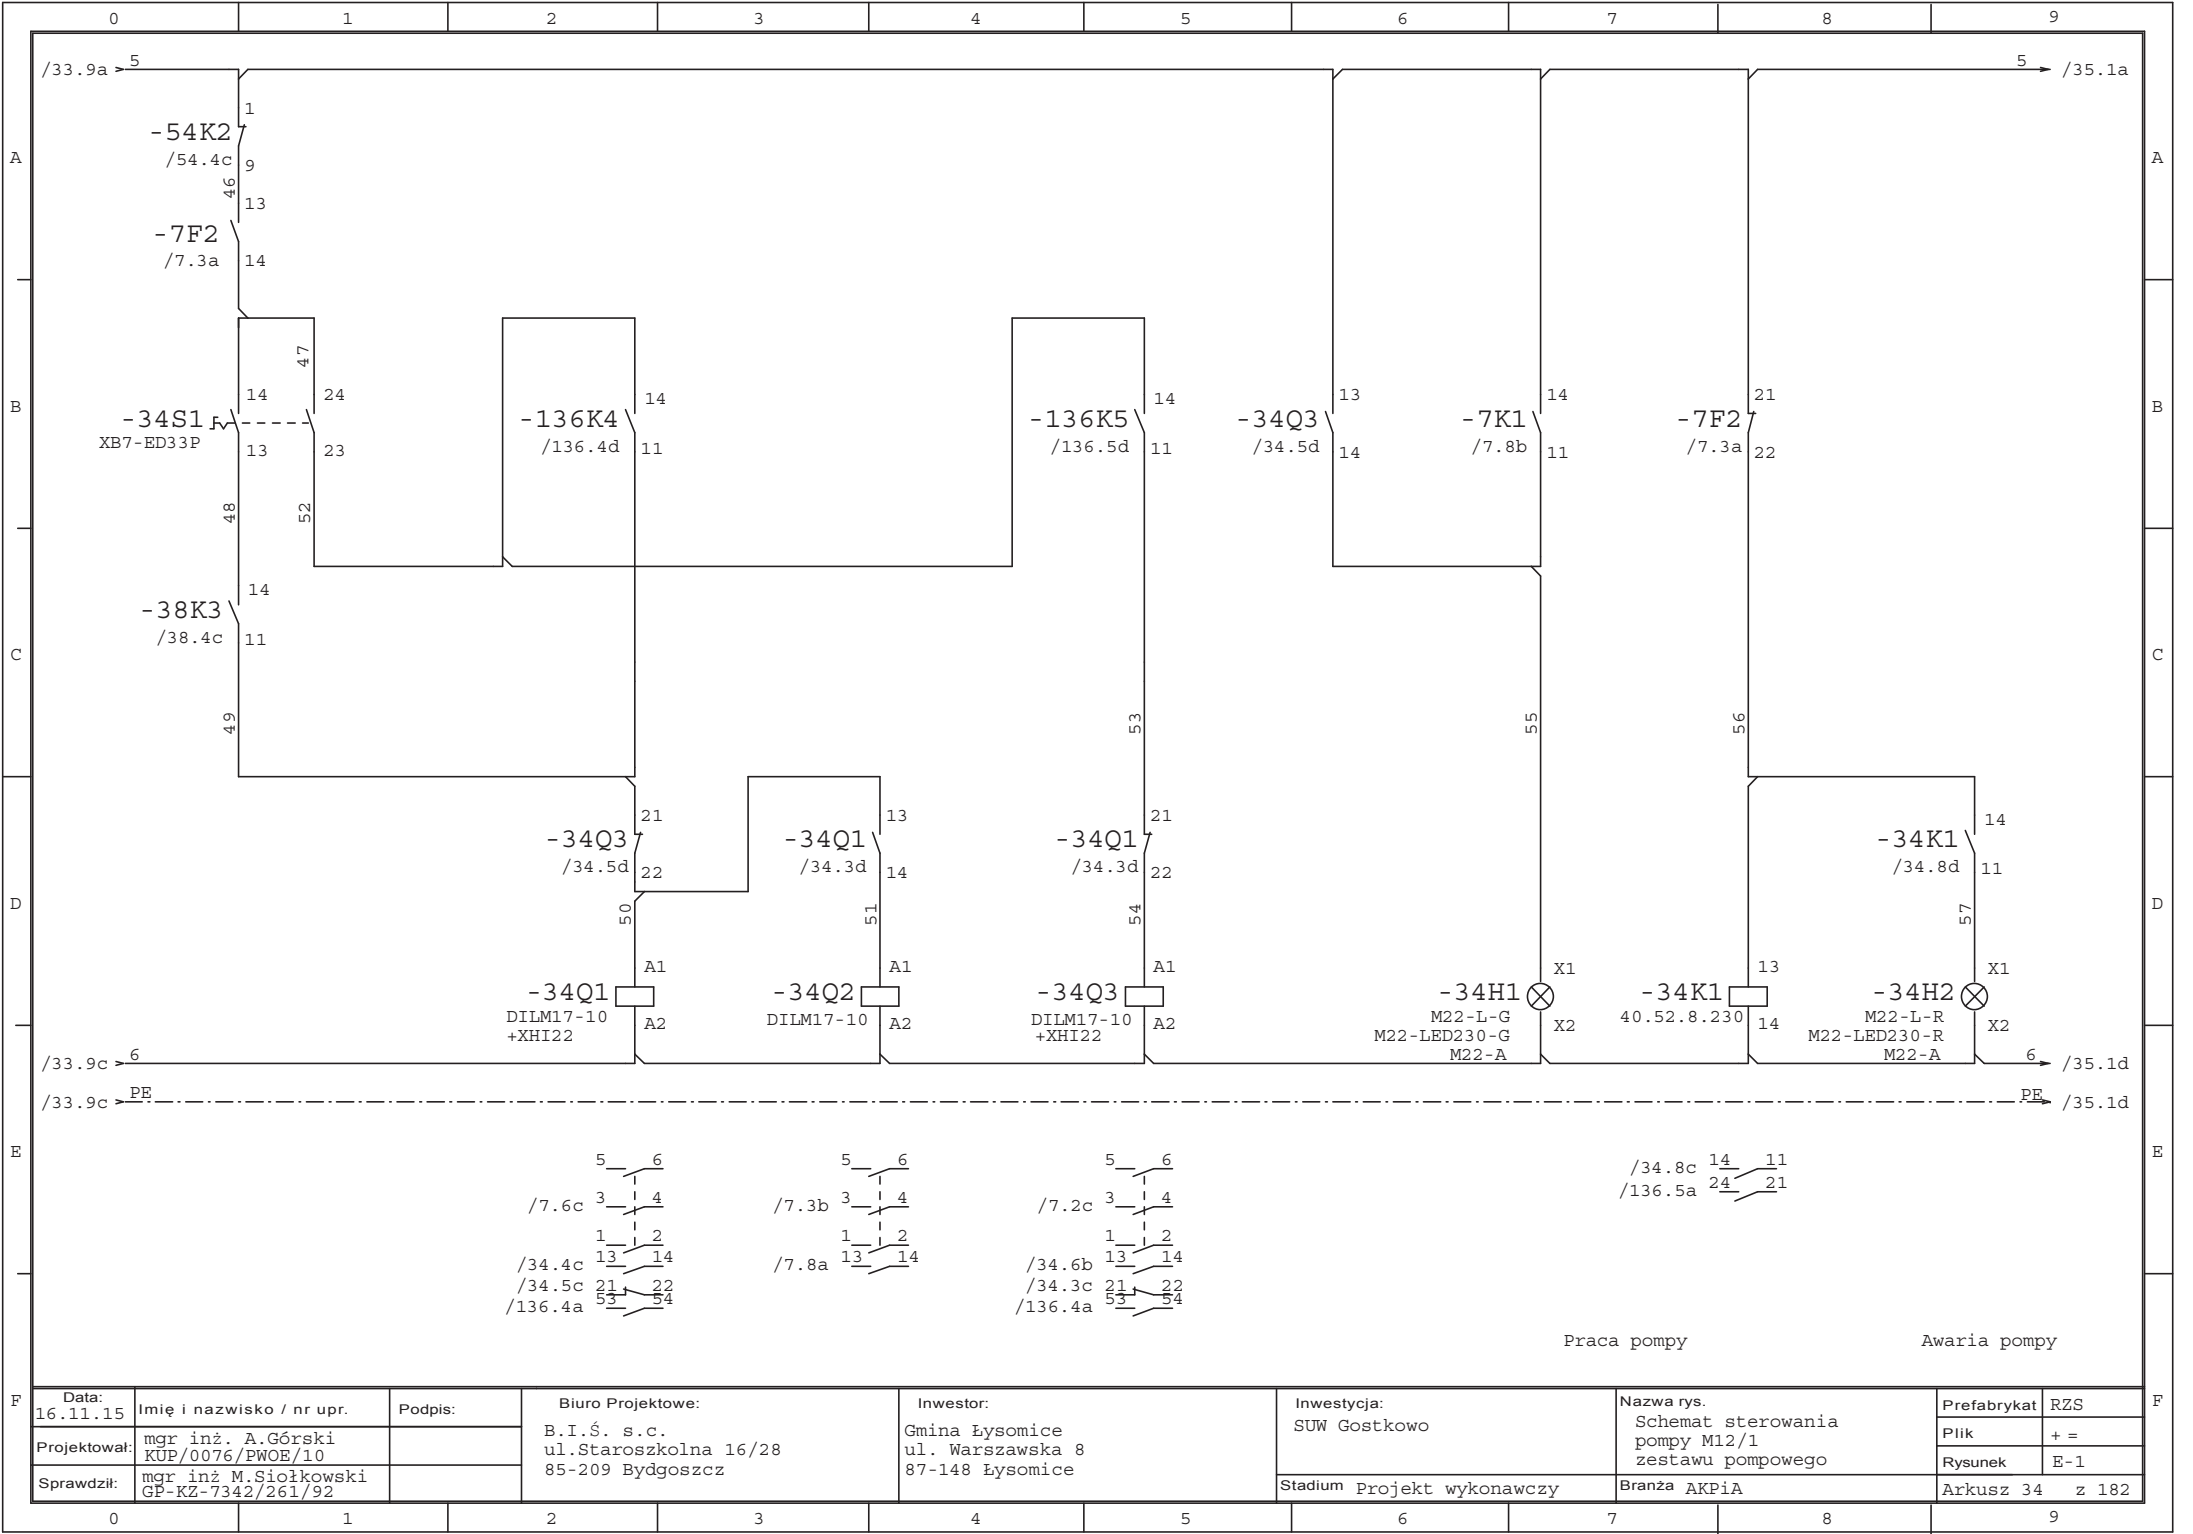 0 1 2 3 4 5 6 7 8 9
/33.9a 5
5 /35.1a
1
-54K2
/54.4c
9
46
13
-7F2
/7.3a
14
A
A
47
14
24
-34S1
XB7-ED33P
13
23
48
52
14
-136K4
/136.4d
11
14
-136K5
/136.5d
11
13
-34Q3
/34.5d
14
14
-7K1
/7.8b
11
21
-7F2
/7.3a
22
B
B
14
-38K3
/38.4c
11
C
C
49
53
55
56
21
-34Q3
/34.5d
22
13
-34Q1
/34.3d
14
21
-34Q1
/34.3d
22
14
-34K1
/34.8d
11
D
D
50
51
54
57
A1
-34Q1
DILM17-10
+XHI22
A2
A1
-34Q2
DILM17-10
A2
A1
-34Q3
DILM17-10
+XHI22
A2
X1
-34H1
M22-L-G
M22-LED230-G
M22-A
X2
13
-34K1
40.52.8.230
14
X1
-34H2
M22-L-R
M22-LED230-R
M22-A
X2
/33.9c 6
6 /35.1d
/33.9c PE
PE /35.1d
E
E
5 6
/7.6c 3 4
1 2
/34.4c 13 14
/34.5c 21 22
/136.4a 53 54
5 6
/7.3b 3 4
1 2
/7.8a 13 14
5 6
/7.2c 3 4
1 2
/34.6b 13 14
/34.3c 21 22
/136.4a 53 54
/34.8c 14 11
/136.5a 24 21
Praca pompy
Awaria pompy
F
F
Data:
16.11.15
Imię i nazwisko / nr upr.
Podpis:
Projektował:
mgr inż. A.Górski
KUP/0076/PWOE/10
Sprawdził:
mgr inż M.Siołkowski
GP-KZ-7342/261/92
Biuro Projektowe:
B.I.Ś. s.c.
ul.Staroszkolna 16/28
85-209 Bydgoszcz
Inwestor:
Gmina Łysomice
ul. Warszawska 8
87-148 Łysomice
Inwestycja:
SUW Gostkowo
Stadium Projekt wykonawczy
Nazwa rys.
Schemat sterowania
pompy M12/1
zestawu pompowego
Branża AKPiA
Prefabrykat RZS
Plik + =
Rysunek E-1
Arkusz 34 z 182
0 1 2 3 4 5 6 7 8 9